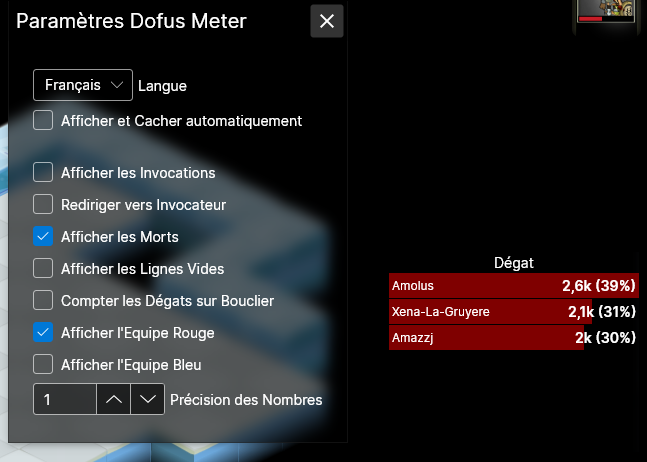 Paramètres Dofus Meter
Français Langue
Afficher et Cacher automatiquement
Afficher les Invocations
Rediriger vers Invocateur
Afficher les Morts
Afficher les Lignes Vides
Compter les Dégats sur Bouclier
Afficher l'Equipe Rouge
Afficher l'Equipe Bleu
1 Précision des Nombres
Dégat
Amolus 2,6k (39%)
Xena-La-Gruyere 2,1k (31%)
Amazzj 2k (30%)